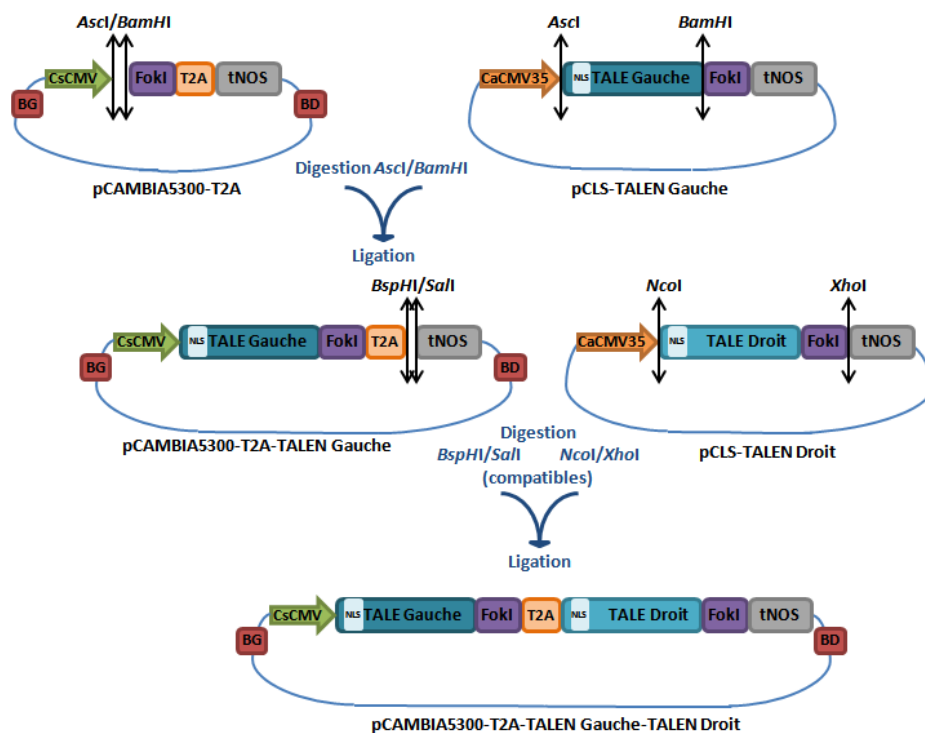 AscI/BamHI
CsCMV
FokI
T2A
tNOS
BG
BD
pCAMBIA5300-T2A
AscI
BamHI
CaCMV35
NLS
TALE Gauche
FokI
tNOS
pCLS-TALEN Gauche
Digestion AscI/BamHI
Ligation
BspHI/SalI
CsCMV
NLS
TALE Gauche
FokI
T2A
tNOS
BG
BD
pCAMBIA5300-T2A-TALEN Gauche
NcoI
XhoI
CaCMV35
NLS
TALE Droit
FokI
tNOS
pCLS-TALEN Droit
Digestion
BspHI/SalI NcoI/XhoI
(compatibles)
Ligation
CsCMV
NLS
TALE Gauche
FokI
T2A
NLS
TALE Droit
FokI
tNOS
BG
BD
pCAMBIA5300-T2A-TALEN Gauche-TALEN Droit